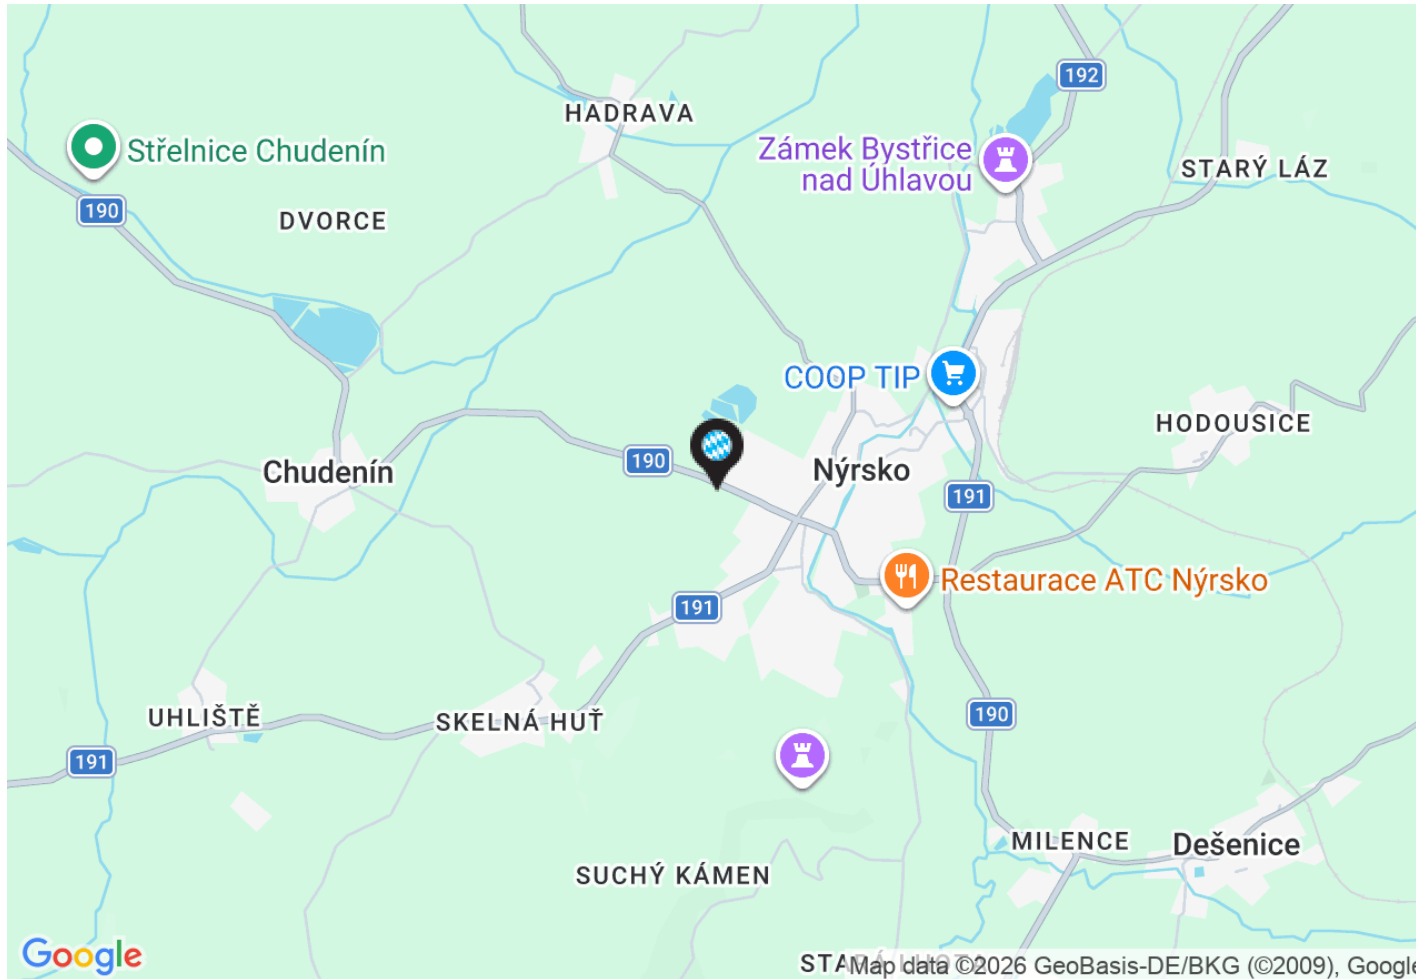 192
HADRAVA
Zámek Bystřice
nad Úhlavou
Střelnice Chudenín
STARÝ LÁZ
190
DVORCE
COOP TIP
HODOUSICE
Chudenín
190
Nýrsko
191
Restaurace ATC Nýrsko
191
UHLIŠTĚ
SKELNÁ HUŤ
190
191
MILENCE
Dešenice
SUCHÝ KÁMEN
Google
Map data ©2026 GeoBasis-DE/BKG (©2009), Google